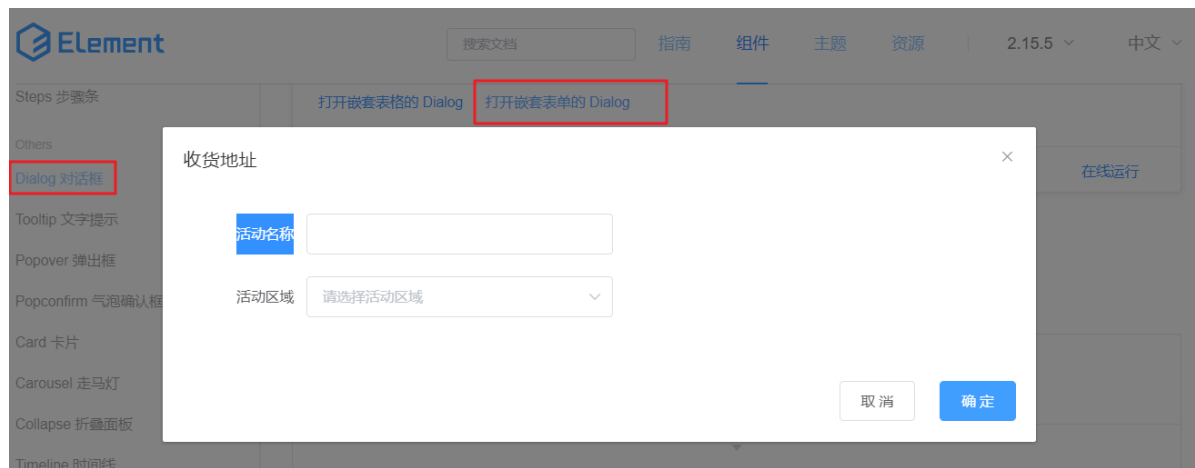 Element
搜索文档
指南
组件
主题
资源
2.15.5
中文
Steps 步骤条
打开嵌套表格的 Dialog
打开嵌套表单的 Dialog
Others
收货地址
Dialog 对话框
在线运行
Tooltip 文字提示
活动名称
Popover 弹出框
Popconfirm 气泡确认框
活动区域
请选择活动区域
Card 卡片
Carousel 走马灯
取消
确定
Collapse 折叠面板
Timeline 时间线